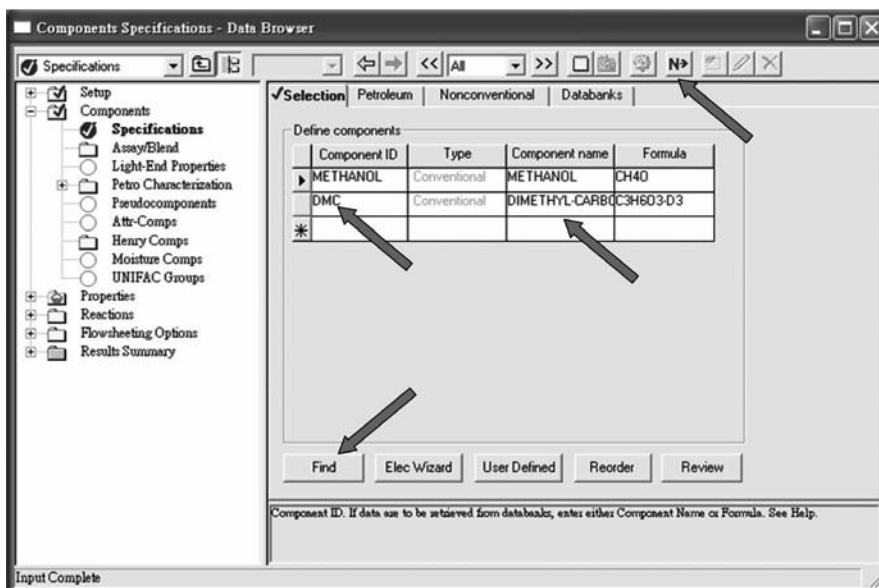 Components Specifications - Data Browser
Specifications
<< All >>
N
Setup
Components
Specifications
Assay/Blend
Light-End Properties
Petro Characterization
Pseudocomponents
Attr-Comps
Henry Comps
Moisture Comps
UNIFAC Groups
Properties
Reactions
Flowsheeting Options
Results Summary
Selection Petroleum Nonconventional Databanks
Define components
Component ID Type Component name Formula
METHANOL Conventional METHANOL CH4O
DMC Conventional DIMETHYL-CARBO C3H6O3-D3
Find Elec Wizard User Defined Reorder Review
Component ID. If data are to be retrieved from databanks, enter either Component Name or Formula. See Help.
Input Complete